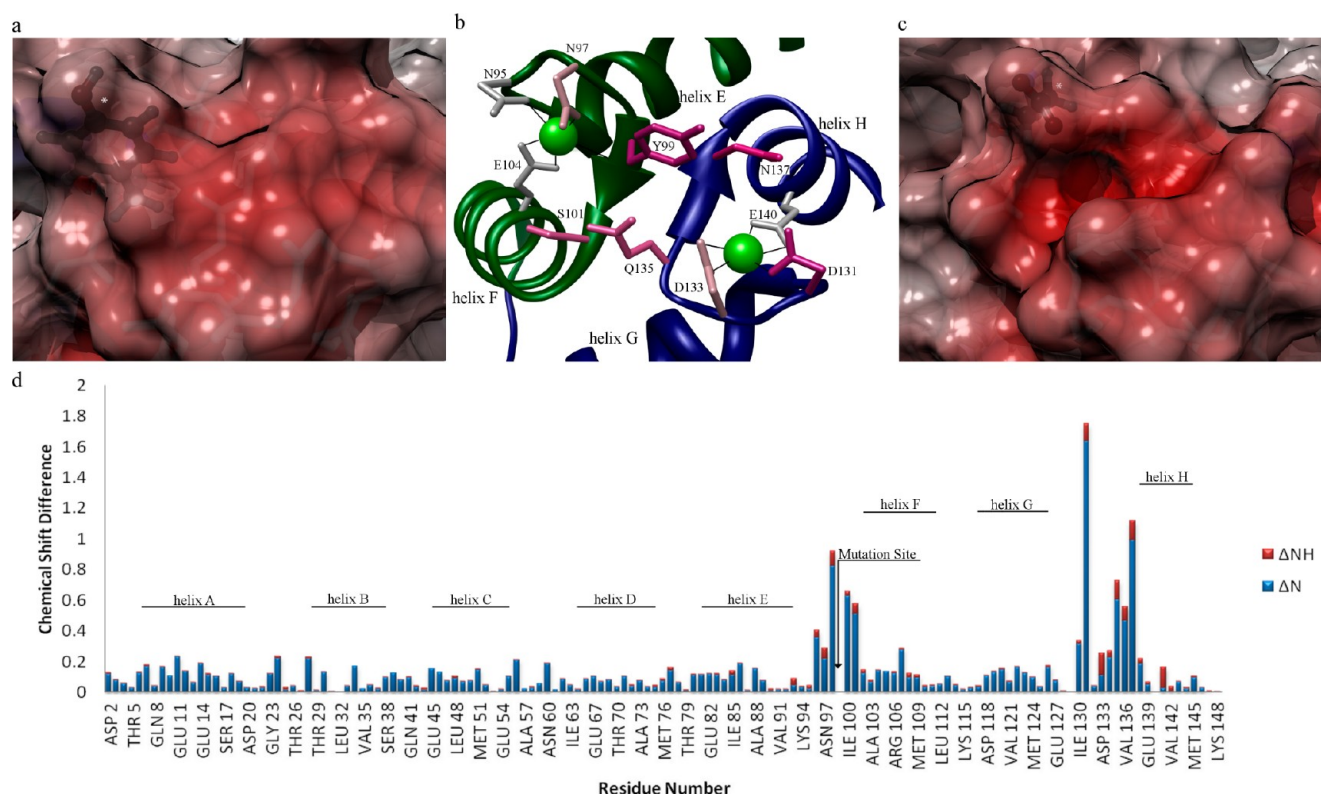 a
b
c
*
*
N97
N95
helix E
helix H
Y99
N137
E104
E140
S101
Q135
D133
D131
helix F
helix G
d
Chemical Shift Difference
2
1.8
1.6
1.4
1.2
1
0.8
0.6
0.4
0.2
0
helix A
helix B
helix C
helix D
helix E
Mutation Site
helix F
helix G
helix H
ΔNH
ΔN
ASP 2
THR 5
GLN 8
GLU 11
GLU 14
SER 17
ASP 20
GLY 23
THR 26
THR 29
LEU 32
VAL 35
SER 38
GLN 41
GLU 45
LEU 48
MET 51
GLU 54
ALA 57
ASN 60
ILE 63
GLU 67
THR 70
ALA 73
MET 76
THR 79
GLU 82
ILE 85
ALA 88
VAL 91
LYS 94
ASN 97
ILE 100
ALA 103
ARG 106
MET 109
LEU 112
LYS 115
ASP 118
VAL 121
MET 124
GLU 127
ILE 130
ASP 133
VAL 136
GLU 139
VAL 142
MET 145
LYS 148
Residue Number